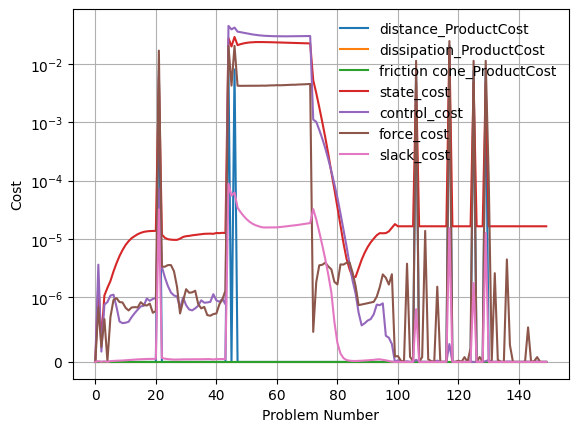 distance_ProductCost
dissipation_ProductCost
friction cone_ProductCost
state_cost
control_cost
force_cost
slack_cost
10⁻²
10⁻³
10⁻⁴
10⁻⁵
10⁻⁶
0
Cost
0 20 40 60 80 100 120 140
Problem Number